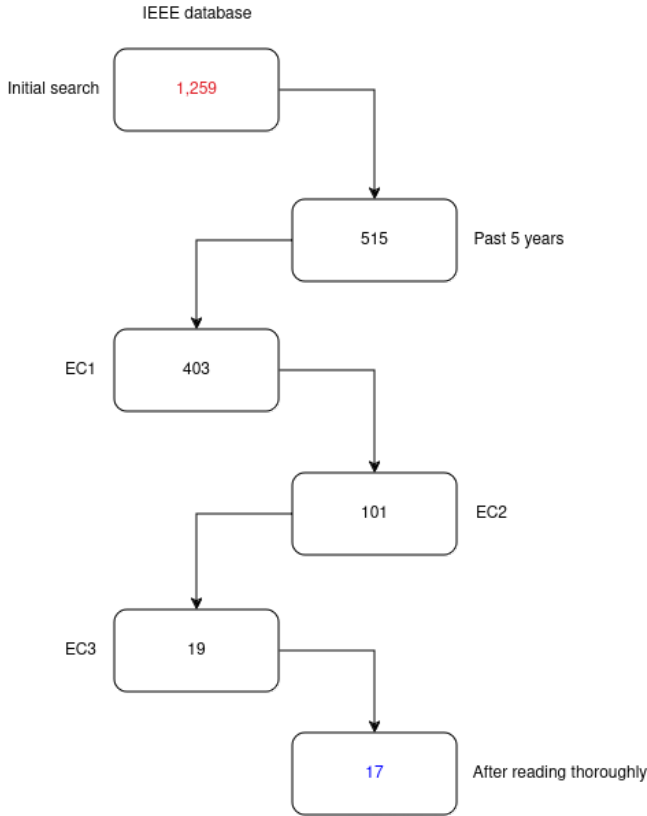 IEEE database
Initial search
1,259
515
Past 5 years
EC1
403
101
EC2
EC3
19
17
After reading thoroughly